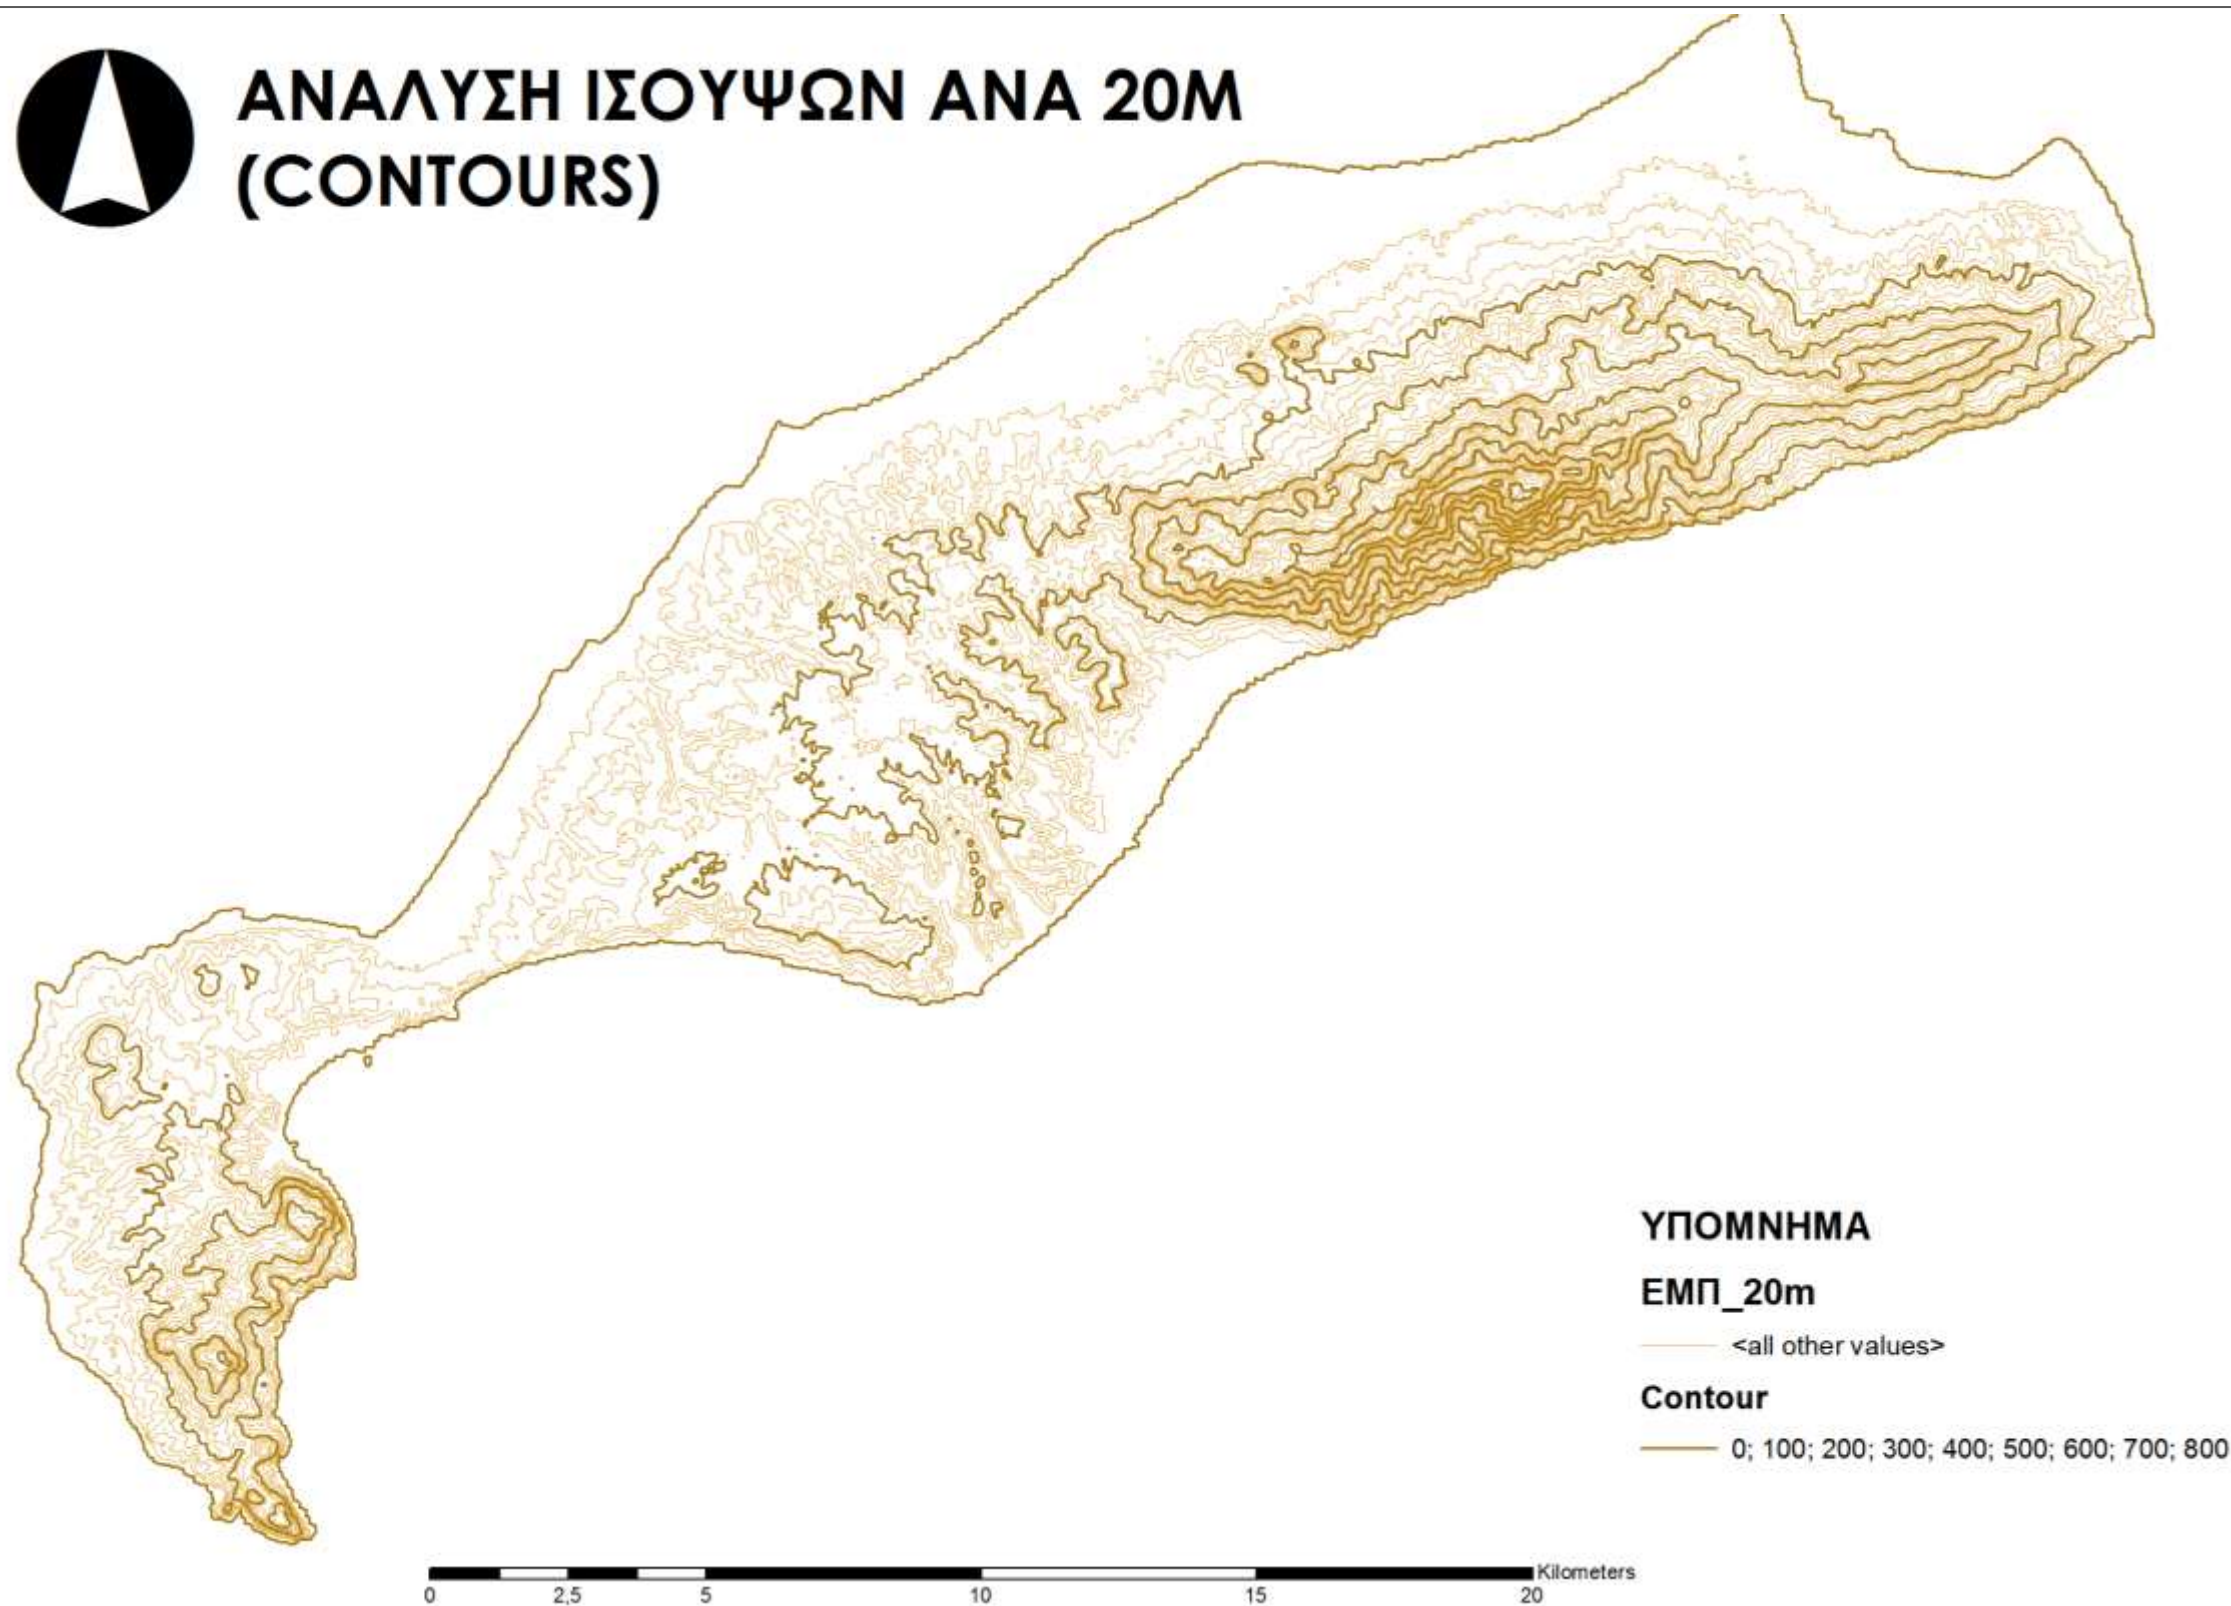 ΑΝΑΛΥΣΗ ΙΣΟΥΨΩΝ ΑΝΑ 20Μ
(CONTOURS)
ΥΠΟΜΝΗΜΑ
ΕΜΠ_20m
<all other values>
Contour
0; 100; 200; 300; 400; 500; 600; 700; 800
Kilometers
0 2,5 5 10 15 20